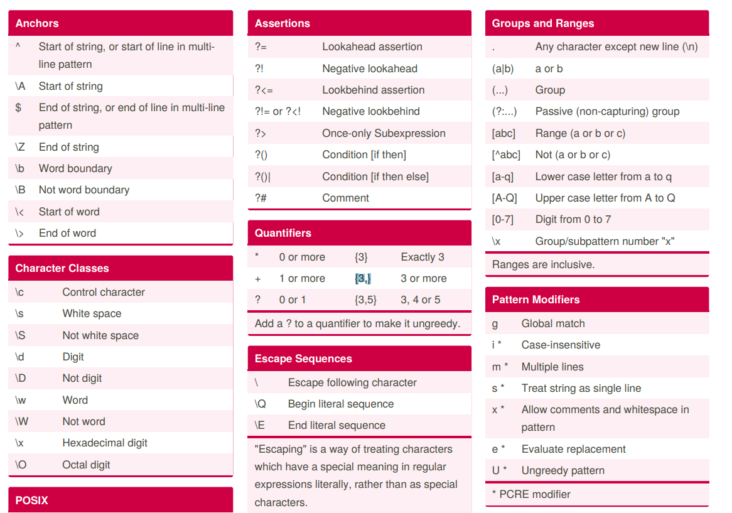 Anchors
^ Start of string, or start of line in multi-
line pattern
\A Start of string
$ End of string, or end of line in multi-line
pattern
\Z End of string
\b Word boundary
\B Not word boundary
\< Start of word
\> End of word
Character Classes
\c Control character
\s White space
\S Not white space
\d Digit
\D Not digit
\w Word
\W Not word
\x Hexadecimal digit
\O Octal digit
POSIX
Assertions
?= Lookahead assertion
?! Negative lookahead
?<= Lookbehind assertion
?!= or ?<! Negative lookbehind
?> Once-only Subexpression
?() Condition [if then]
?()| Condition [if then else]
?# Comment
Quantifiers
* 0 or more {3} Exactly 3
+ 1 or more {3,} 3 or more
? 0 or 1 {3,5} 3, 4 or 5
Add a ? to a quantifier to make it ungreedy.
Escape Sequences
\ Escape following character
\Q Begin literal sequence
\E End literal sequence
"Escaping" is a way of treating characters
which have a special meaning in regular
expressions literally, rather than as special
characters.
Groups and Ranges
. Any character except new line (\n)
(a|b) a or b
(...) Group
(?:...) Passive (non-capturing) group
[abc] Range (a or b or c)
[^abc] Not (a or b or c)
[a-q] Lower case letter from a to q
[A-Q] Upper case letter from A to Q
[0-7] Digit from 0 to 7
\x Group/subpattern number "x"
Ranges are inclusive.
Pattern Modifiers
g Global match
i * Case-insensitive
m * Multiple lines
s * Treat string as single line
x * Allow comments and whitespace in
pattern
e * Evaluate replacement
U * Ungreedy pattern
* PCRE modifier